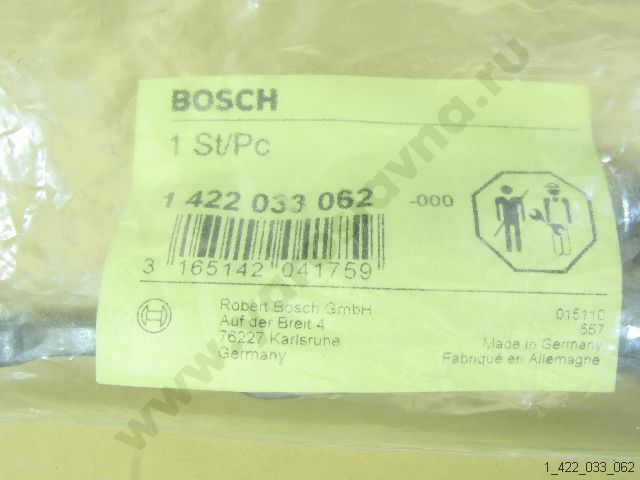 BOSCH
1 St/Pc
1 422 033 062 -000
3 165142 041759
Robert Bosch GmbH
Auf der Breit 4
76227 Karlsruhe
Germany
015110
557
Made in Germany
Fabriqué en Allemagne
1_422_033_062